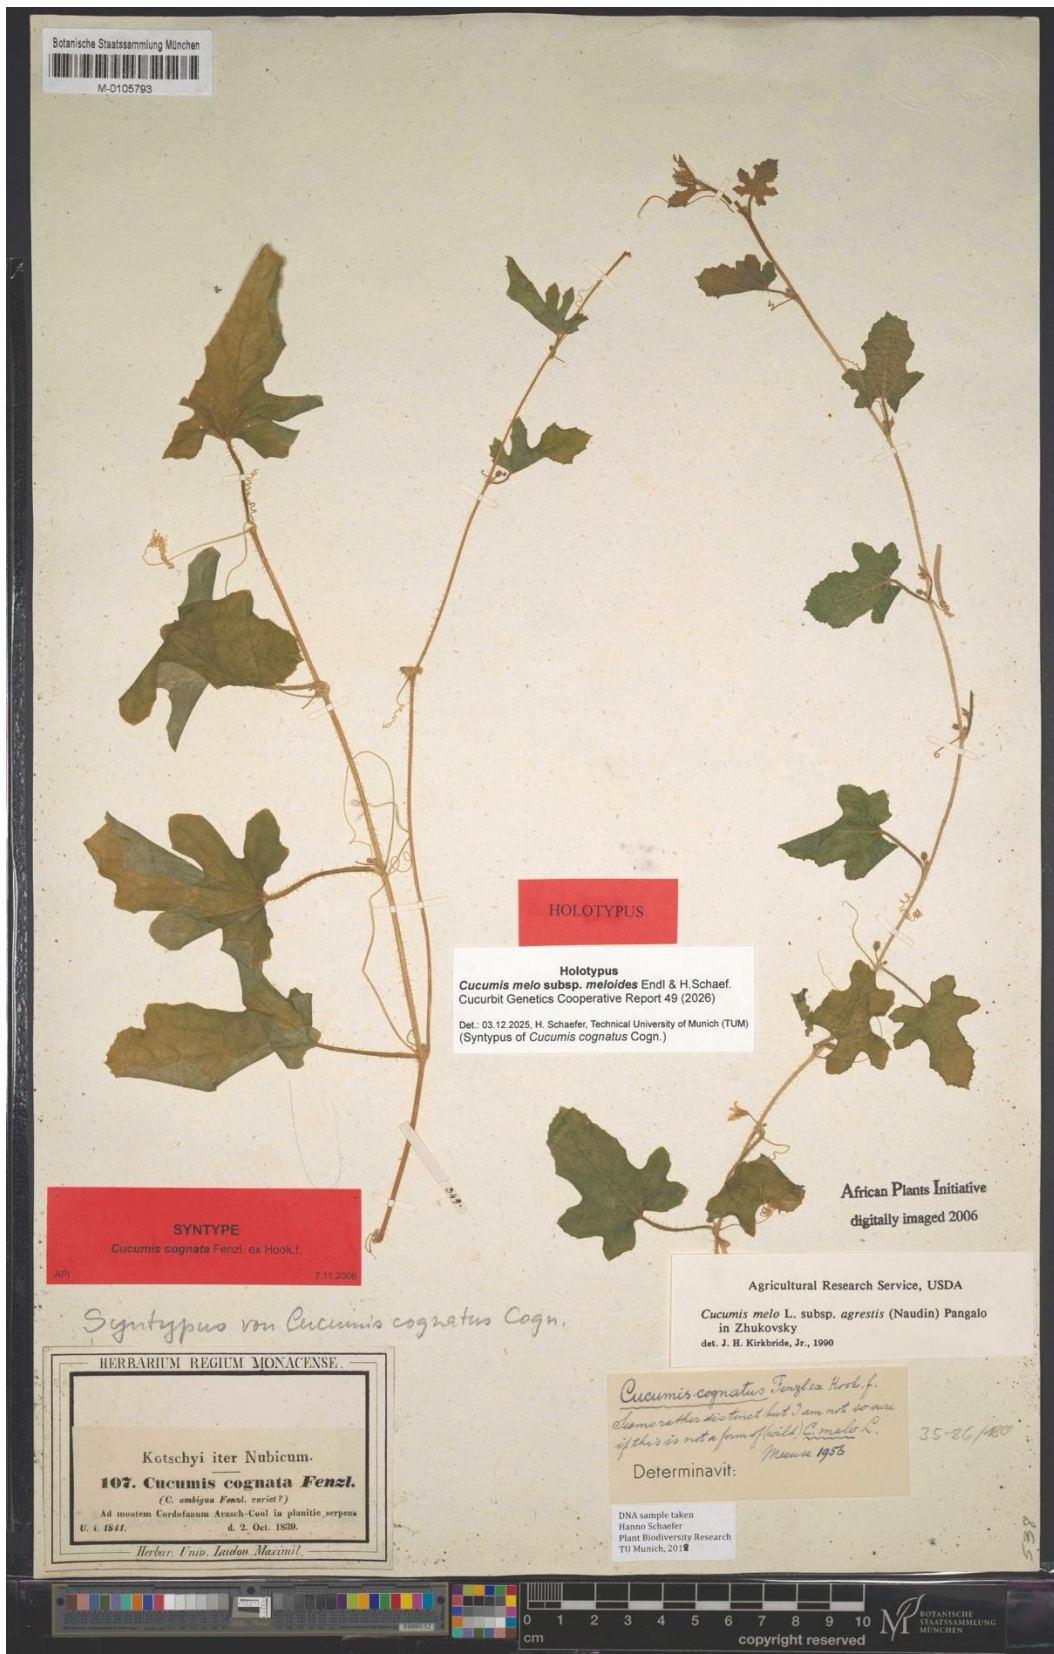 Botanische Staatssammlung München
M-0105793
HOLOTYPUS
Holotypus
Cucumis melo subsp. meloides Endl & H.Schaef.
Cucurbit Genetics Cooperative Report 49 (2026)
Det.: 03.12.2025, H. Schaefer, Technical University of Munich (TUM)
(Syntypus of Cucumis cognatus Cogn.)
African Plants Initiative
digitally imaged 2006
SYNTYPE
Cucumis cognata Fenzl. ex Hook.f.
API 7.11.2006
Agricultural Research Service, USDA
Cucumis melo L. subsp. agrestis (Naudin) Pangalo
in Zhukovsky
det. J. H. Kirkbride, Jr., 1990
Syntypus von Cucumis cognatus Cogn.
HERBARIUM REGIUM MONACENSE.
Kotschyi iter Nubicum.
107. Cucumis cognata Fenzl.
(C. ambigua Fenzl. variet?)
Ad montem Cordofanum Arasch-Cool in planitie serpens
U. i. 1841. d. 2. Oct. 1839.
Herbar. Univ. Ludov. Maximil.
Cucumis cognatus Fenzl ex Hook. f.
Seems rather distinct but I am not so sure
if this is not a form of (wild) C. melo L.
Meeuse 1956
Determinavit:
35-86/180
DNA sample taken
Hanno Schaefer
Plant Biodiversity Research
TU Munich, 2018
538
0 1 2 3 4 5 6 7 8 9 10
cm
copyright reserved
BOTANISCHE
STAATSSAMMLUNG
MÜNCHEN